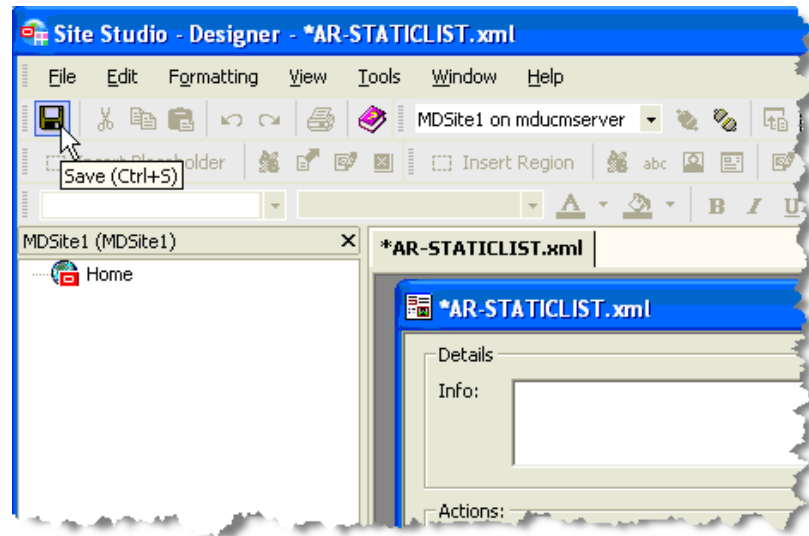 Site Studio - Designer - *AR-STATICLIST.xml
File Edit Formatting View Tools Window Help
MDSite1 on mducmserver
Insert Region abc
Save (Ctrl+S)
A B I U
MDSite1 (MDSite1)
*AR-STATICLIST.xml
Home
*AR-STATICLIST.xml
Details
Info:
Actions: